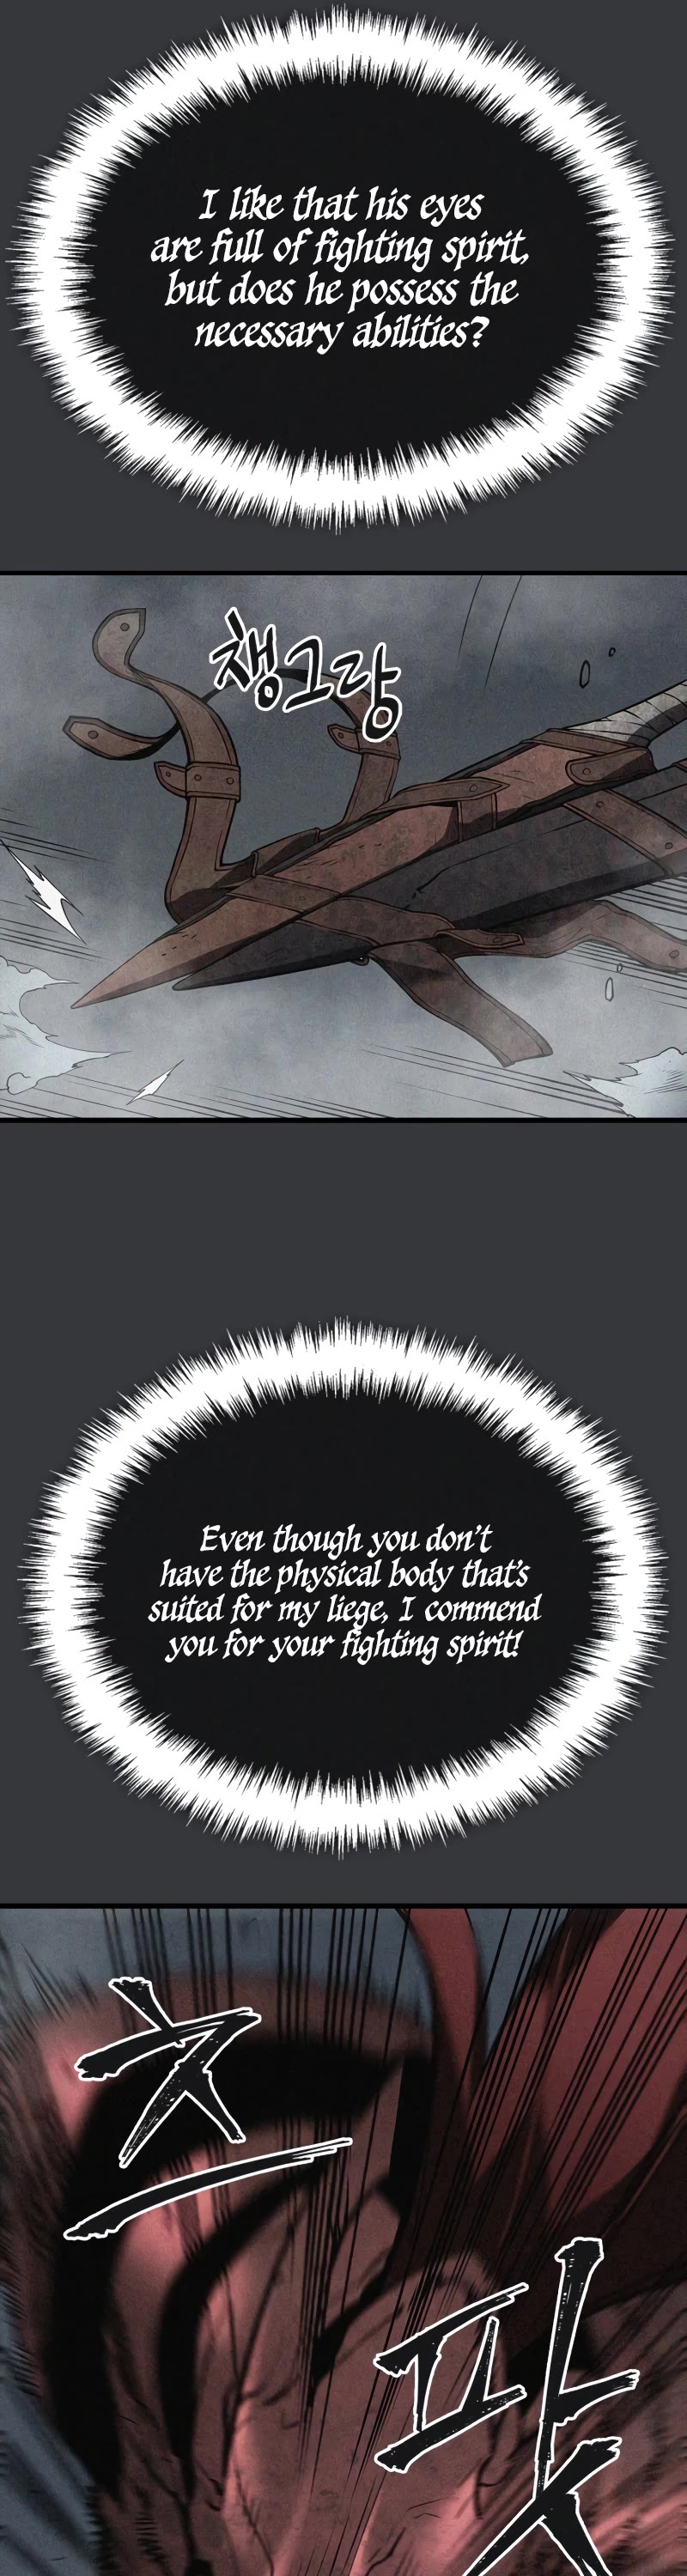 I like that his eyes
are full of fighting spirit,
but does he possess the
necessary abilities?
챙그랑
Even though you don't
have the physical body that's
suited for my liege, I commend
you for your fighting spirit!
츠
팟